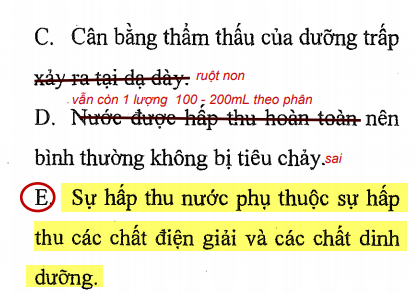 C. Cân bằng thẩm thấu của dưỡng trấp
xảy ra tại dạ dày. ruột non
vẫn còn 1 lượng 100 - 200mL theo phân
D. Nước được hấp thu hoàn toàn nên
bình thường không bị tiêu chảy. sai
E. Sự hấp thu nước phụ thuộc sự hấp
thu các chất điện giải và các chất dinh
dưỡng.